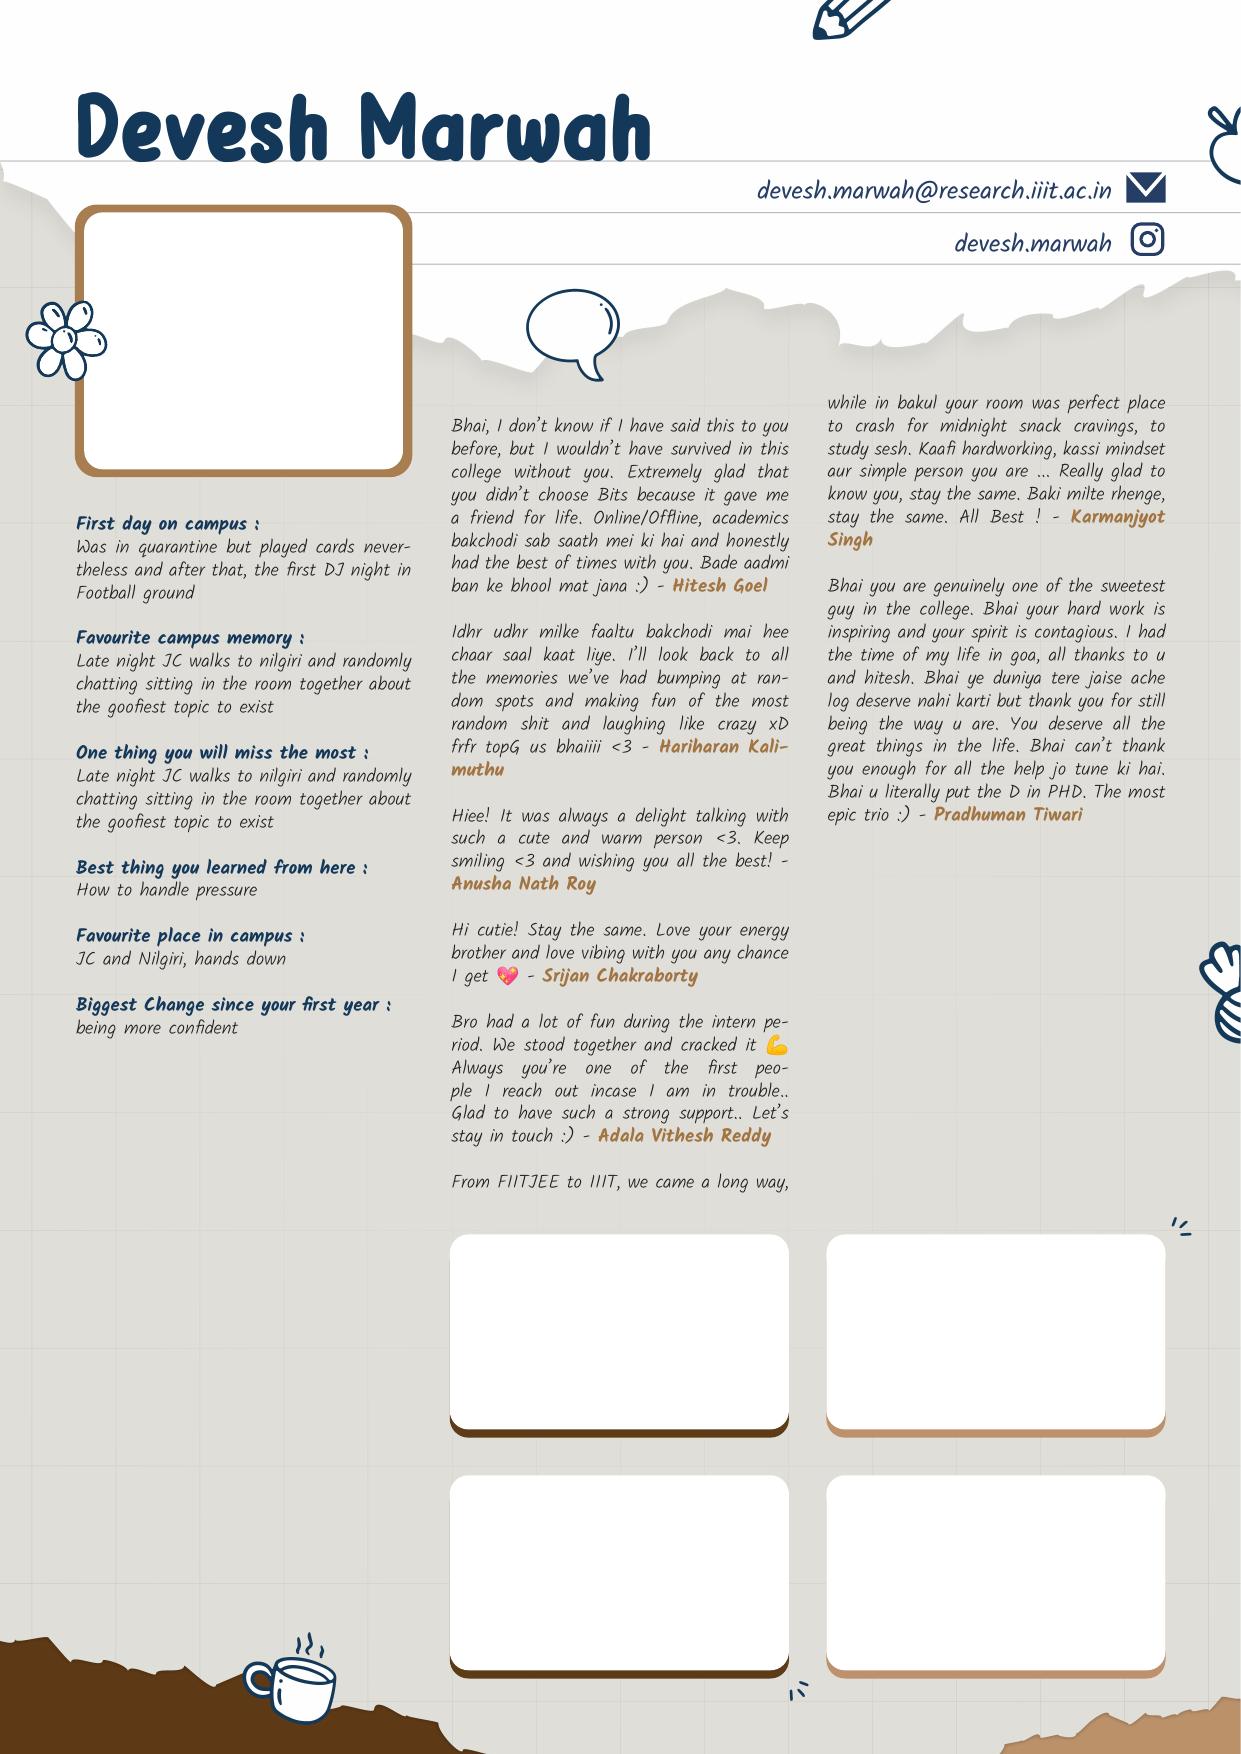 Devesh Marwah
devesh.marwah@research.iiit.ac.in
devesh.marwah
First day on campus :
Was in quarantine but played cards never-
theless and after that, the first DJ night in
Football ground
Favourite campus memory :
Late night JC walks to nilgiri and randomly
chatting sitting in the room together about
the goofiest topic to exist
One thing you will miss the most :
Late night JC walks to nilgiri and randomly
chatting sitting in the room together about
the goofiest topic to exist
Best thing you learned from here :
How to handle pressure
Favourite place in campus :
JC and Nilgiri, hands down
Biggest Change since your first year :
being more confident
Bhai, I don't know if I have said this to you
before, but I wouldn't have survived in this
college without you. Extremely glad that
you didn't choose Bits because it gave me
a friend for life. Online/Offline, academics
bakchodi sab saath mei ki hai and honestly
had the best of times with you. Bade aadmi
ban ke bhool mat jana :) - Hitesh Goel
Idhr udhr milke faaltu bakchodi mai hee
chaar saal kaat liye. I'll look back to all
the memories we've had bumping at ran-
dom spots and making fun of the most
random shit and laughing like crazy xD
frfr topG us bhaiiii <3 - Hariharan Kali-
muthu
Hiee! It was always a delight talking with
such a cute and warm person <3. Keep
smiling <3 and wishing you all the best! -
Anusha Nath Roy
Hi cutie! Stay the same. Love your energy
brother and love vibing with you any chance
I get 💖 - Srijan Chakraborty
Bro had a lot of fun during the intern pe-
riod. We stood together and cracked it 💪
Always you're one of the first peo-
ple I reach out incase I am in trouble..
Glad to have such a strong support.. Let's
stay in touch :) - Adala Vithesh Reddy
From FIITJEE to IIIT, we came a long way,
while in bakul your room was perfect place
to crash for midnight snack cravings, to
study sesh. Kaafi hardworking, kassi mindset
aur simple person you are ... Really glad to
know you, stay the same. Baki milte rhenge,
stay the same. All Best ! - Karmanjyot
Singh
Bhai you are genuinely one of the sweetest
guy in the college. Bhai your hard work is
inspiring and your spirit is contagious. I had
the time of my life in goa, all thanks to u
and hitesh. Bhai ye duniya tere jaise ache
log deserve nahi karti but thank you for still
being the way u are. You deserve all the
great things in the life. Bhai can't thank
you enough for all the help jo tune ki hai.
Bhai u literally put the D in PHD. The most
epic trio :) - Pradhuman Tiwari